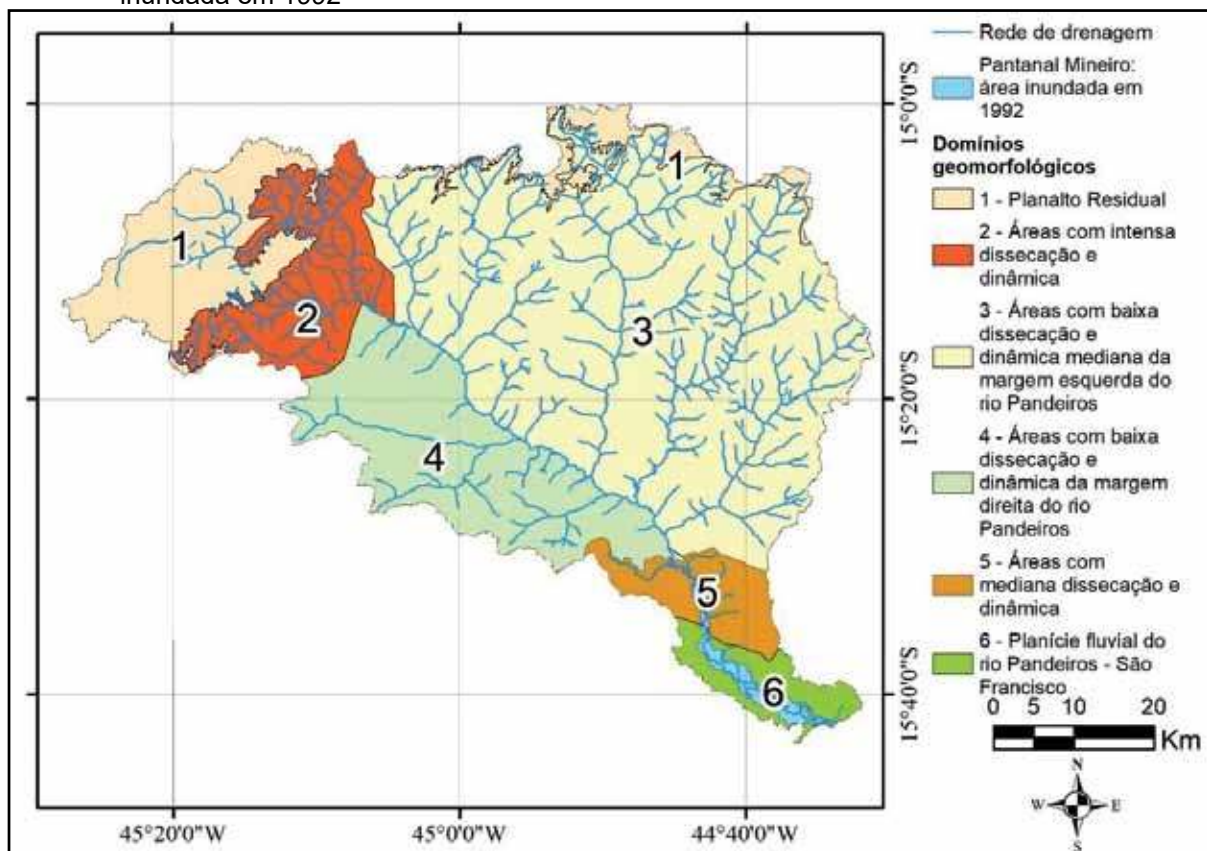 inundada em 1992
Rede de drenagem
Pantanal Mineiro:
área inundada em
1992
Domínios
geomorfológicos
1 - Planalto Residual
2 - Áreas com intensa
dissecação e
dinâmica
3 - Áreas com baixa
dissecação e
dinâmica mediana da
margem esquerda do
rio Pandeiros
4 - Áreas com baixa
dissecação e
dinâmica da margem
direita do rio
Pandeiros
5 - Áreas com
mediana dissecação e
dinâmica
6 - Planície fluvial do
rio Pandeiros - São
Francisco
0 5 10 20
Km
N
W E
S
15°0'0"S
15°20'0"S
15°40'0"S
1
1
2
3
4
5
6
45°20'0"W 45°0'0"W 44°40'0"W